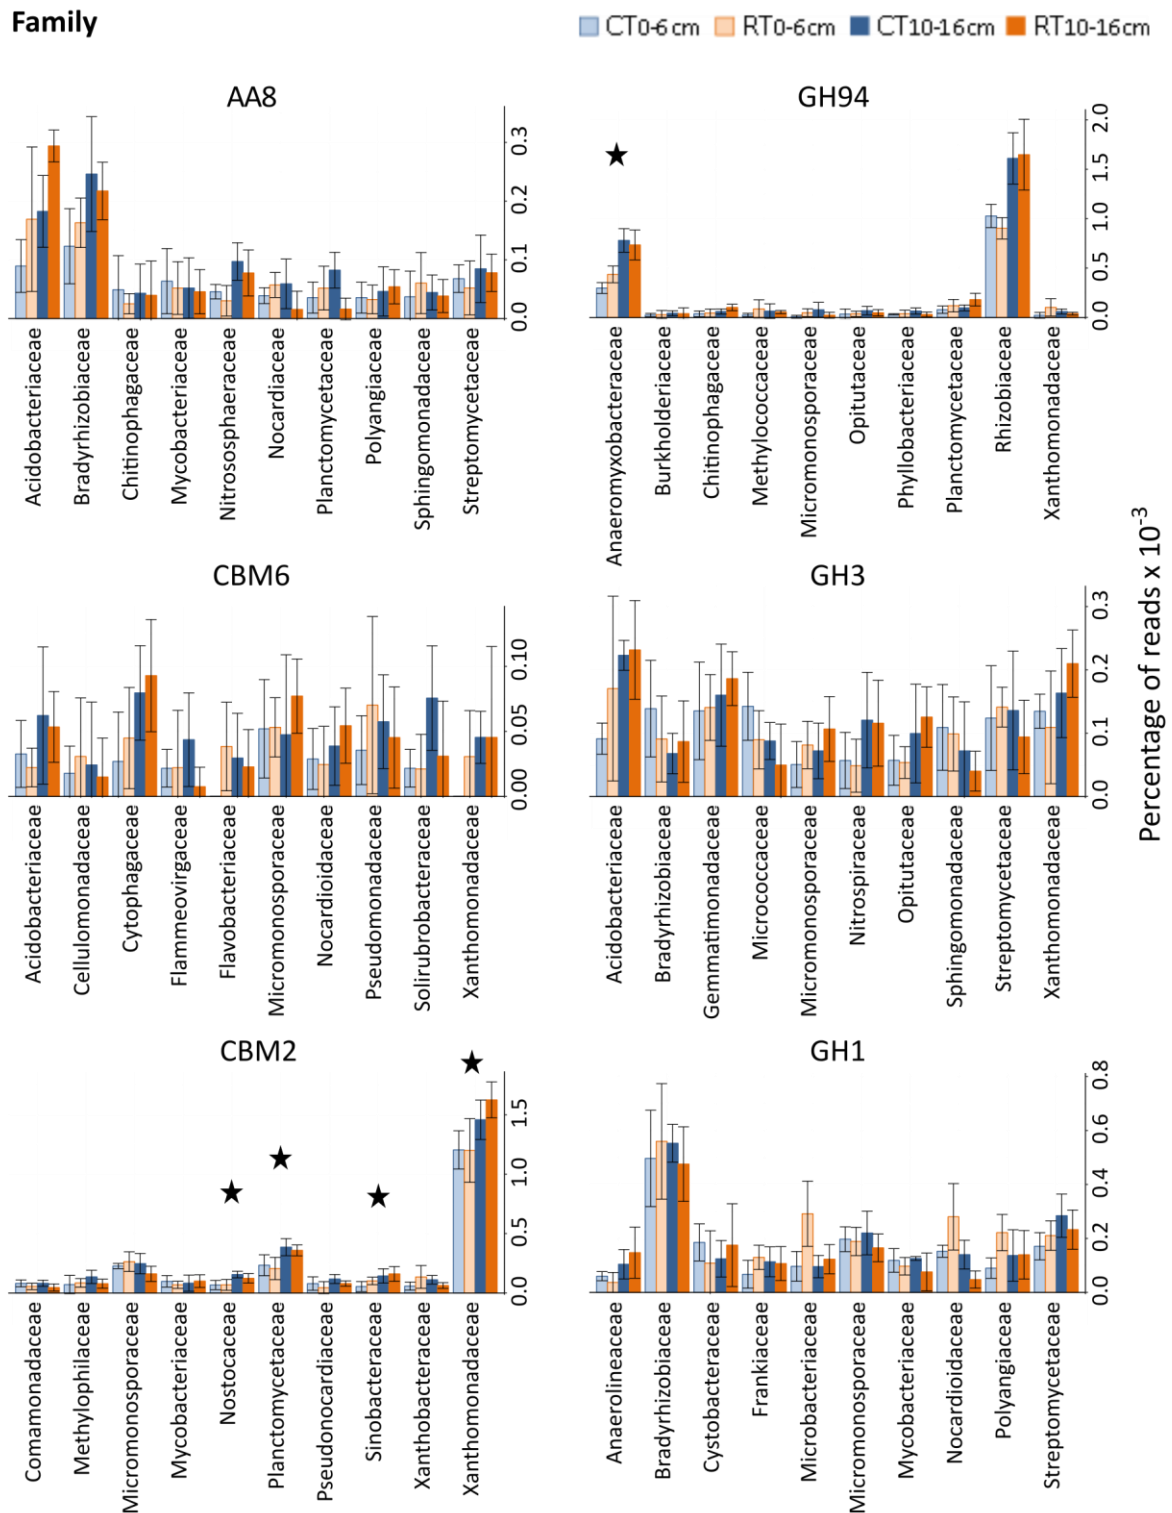 Family
CT0-6cm RT0-6cm CT10-16cm RT10-16cm
AA8
0.0 0.1 0.2 0.3
Acidobacteriaceae
Bradyrhizobiaceae
Chitinophagaceae
Mycobacteriaceae
Nitrososphaeraceae
Nocardiaceae
Planctomycetaceae
Polyangiaceae
Sphingomonadaceae
Streptomycetaceae
GH94
0.0 0.5 1.0 1.5 2.0
Anaeromyxobacteraceae
Burkholderiaceae
Chitinophagaceae
Methylococcaceae
Micromonosporaceae
Opitutaceae
Phyllobacteriaceae
Planctomycetaceae
Rhizobiaceae
Xanthomonadaceae
CBM6
0.00 0.05 0.10
Acidobacteriaceae
Cellulomonadaceae
Cytophagaceae
Flammeovirgaceae
Flavobacteriaceae
Micromonosporaceae
Nocardioidaceae
Pseudomonadaceae
Solirubrobacteraceae
Xanthomonadaceae
GH3
0.0 0.1 0.2 0.3
Acidobacteriaceae
Bradyrhizobiaceae
Gemmatimonadaceae
Micrococcaceae
Micromonosporaceae
Nitrospiraceae
Opitutaceae
Sphingomonadaceae
Streptomycetaceae
Xanthomonadaceae
CBM2
0.0 0.5 1.0 1.5
Comamonadaceae
Methylophilaceae
Micromonosporaceae
Mycobacteriaceae
Nostocaceae
Planctomycetaceae
Pseudonocardiaceae
Sinobacteraceae
Xanthobacteraceae
Xanthomonadaceae
GH1
0.0 0.2 0.4 0.6 0.8
Anaerolineaceae
Bradyrhizobiaceae
Cystobacteraceae
Frankiaceae
Microbacteriaceae
Micromonosporaceae
Mycobacteriaceae
Nocardioidaceae
Polyangiaceae
Streptomycetaceae
Percentage of reads x 10⁻³